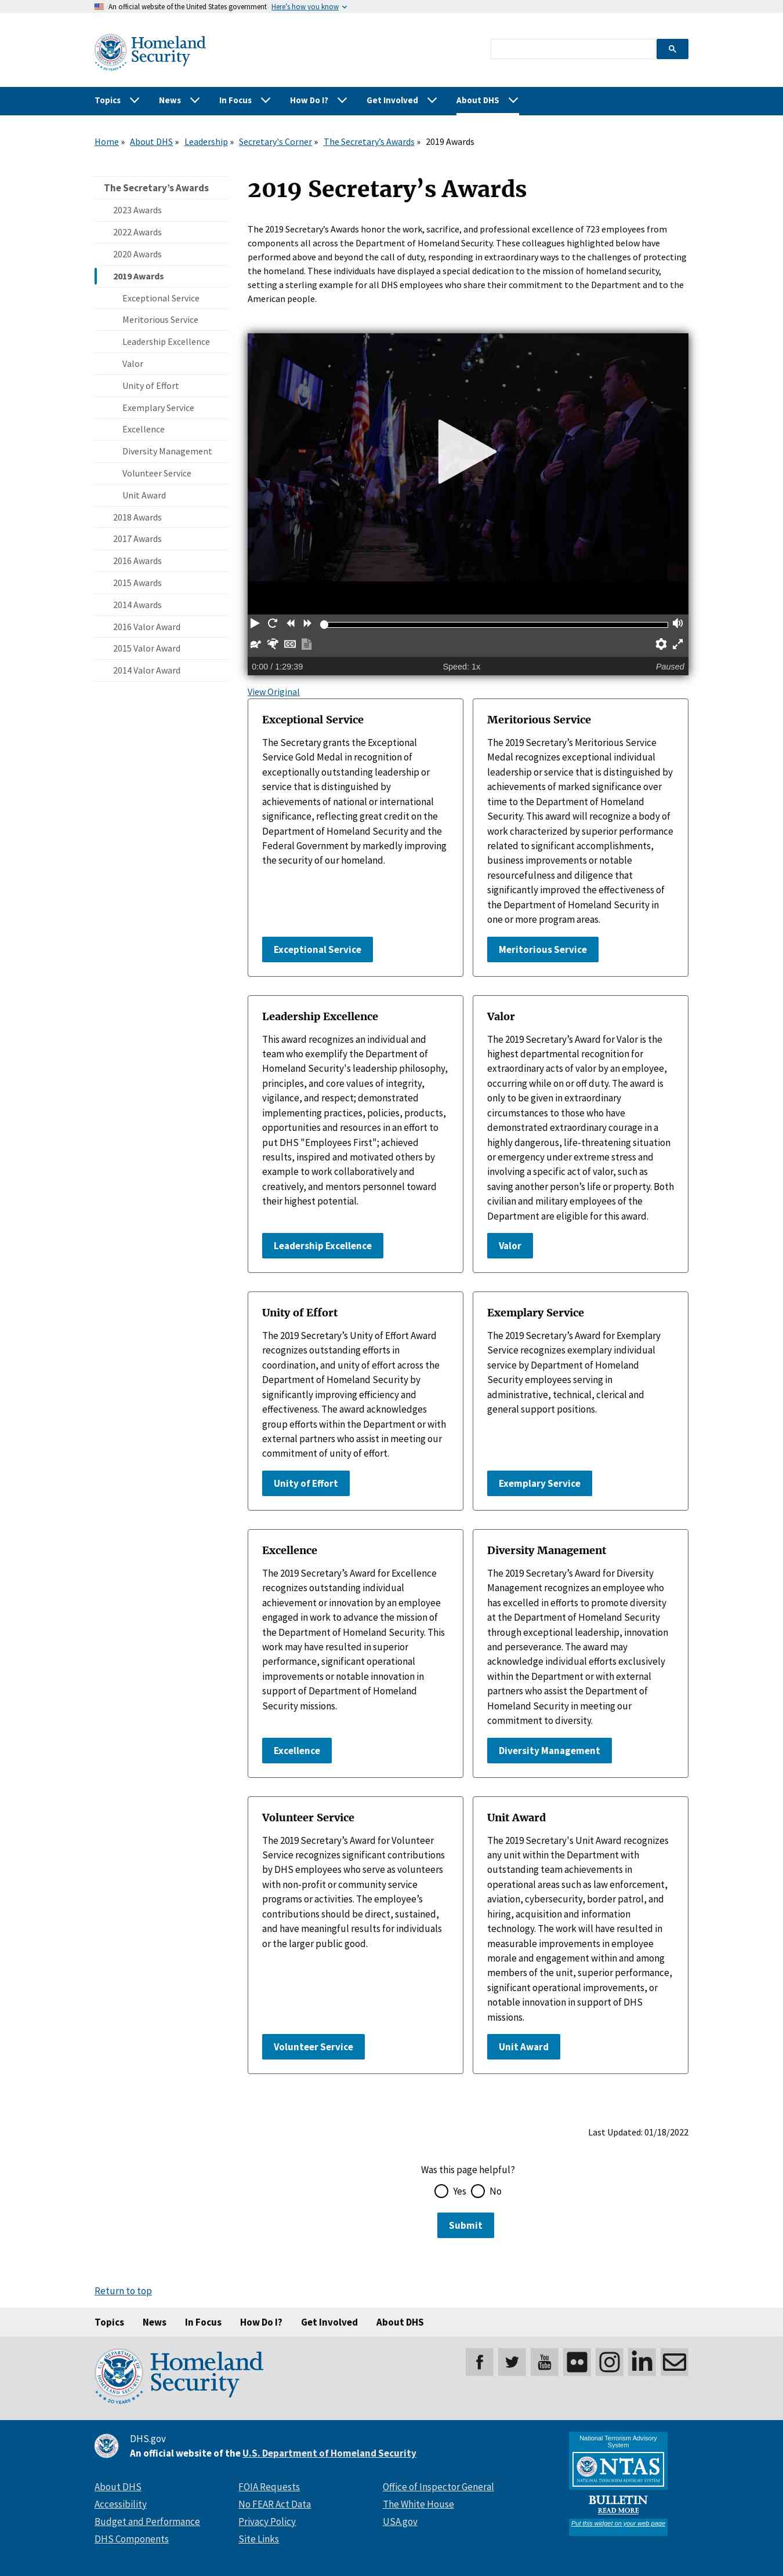 An official website of the United States government Here's how you know
Homeland
Security
Topics News In Focus How Do I? Get Involved About DHS
Home » About DHS » Leadership » Secretary's Corner » The Secretary’s Awards » 2019 Awards
The Secretary’s Awards
2023 Awards
2022 Awards
2020 Awards
2019 Awards
Exceptional Service
Meritorious Service
Leadership Excellence
Valor
Unity of Effort
Exemplary Service
Excellence
Diversity Management
Volunteer Service
Unit Award
2018 Awards
2017 Awards
2016 Awards
2015 Awards
2014 Awards
2016 Valor Award
2015 Valor Award
2014 Valor Award
2019 Secretary’s Awards
The 2019 Secretary’s Awards honor the work, sacrifice, and professional excellence of 723 employees from
components all across the Department of Homeland Security. These colleagues highlighted below have
performed above and beyond the call of duty, responding in extraordinary ways to the challenges of protecting
the homeland. These individuals have displayed a special dedication to the mission of homeland security,
setting a sterling example for all DHS employees who share their commitment to the Department and to the
American people.
CC
0:00 / 1:29:39 Speed: 1x Paused
View Original
Exceptional Service
The Secretary grants the Exceptional
Service Gold Medal in recognition of
exceptionally outstanding leadership or
service that is distinguished by
achievements of national or international
significance, reflecting great credit on the
Department of Homeland Security and the
Federal Government by markedly improving
the security of our homeland.
Exceptional Service
Meritorious Service
The 2019 Secretary’s Meritorious Service
Medal recognizes exceptional individual
leadership or service that is distinguished by
achievements of marked significance over
time to the Department of Homeland
Security. This award will recognize a body of
work characterized by superior performance
related to significant accomplishments,
business improvements or notable
resourcefulness and diligence that
significantly improved the effectiveness of
the Department of Homeland Security in
one or more program areas.
Meritorious Service
Leadership Excellence
This award recognizes an individual and
team who exemplify the Department of
Homeland Security's leadership philosophy,
principles, and core values of integrity,
vigilance, and respect; demonstrated
implementing practices, policies, products,
opportunities and resources in an effort to
put DHS "Employees First"; achieved
results, inspired and motivated others by
example to work collaboratively and
creatively, and mentors personnel toward
their highest potential.
Leadership Excellence
Valor
The 2019 Secretary’s Award for Valor is the
highest departmental recognition for
extraordinary acts of valor by an employee,
occurring while on or off duty. The award is
only to be given in extraordinary
circumstances to those who have
demonstrated extraordinary courage in a
highly dangerous, life-threatening situation
or emergency under extreme stress and
involving a specific act of valor, such as
saving another person’s life or property. Both
civilian and military employees of the
Department are eligible for this award.
Valor
Unity of Effort
The 2019 Secretary’s Unity of Effort Award
recognizes outstanding efforts in
coordination, and unity of effort across the
Department of Homeland Security by
significantly improving efficiency and
effectiveness. The award acknowledges
group efforts within the Department or with
external partners who assist in meeting our
commitment of unity of effort.
Unity of Effort
Exemplary Service
The 2019 Secretary’s Award for Exemplary
Service recognizes exemplary individual
service by Department of Homeland
Security employees serving in
administrative, technical, clerical and
general support positions.
Exemplary Service
Excellence
The 2019 Secretary’s Award for Excellence
recognizes outstanding individual
achievement or innovation by an employee
engaged in work to advance the mission of
the Department of Homeland Security. This
work may have resulted in superior
performance, significant operational
improvements or notable innovation in
support of Department of Homeland
Security missions.
Excellence
Diversity Management
The 2019 Secretary’s Award for Diversity
Management recognizes an employee who
has excelled in efforts to promote diversity
at the Department of Homeland Security
through exceptional leadership, innovation
and perseverance. The award may
acknowledge individual efforts exclusively
within the Department or with external
partners who assist the Department of
Homeland Security in meeting our
commitment to diversity.
Diversity Management
Volunteer Service
The 2019 Secretary’s Award for Volunteer
Service recognizes significant contributions
by DHS employees who serve as volunteers
with non-profit or community service
programs or activities. The employee’s
contributions should be direct, sustained,
and have meaningful results for individuals
or the larger public good.
Volunteer Service
Unit Award
The 2019 Secretary's Unit Award recognizes
any unit within the Department with
outstanding team achievements in
operational areas such as law enforcement,
aviation, cybersecurity, border patrol, and
hiring, acquisition and information
technology. The work will have resulted in
measurable improvements in employee
morale and engagement within and among
members of the unit, superior performance,
significant operational improvements, or
notable innovation in support of DHS
missions.
Unit Award
Last Updated: 01/18/2022
Was this page helpful?
Yes No
Submit
Return to top
Topics News In Focus How Do I? Get Involved About DHS
Homeland
Security
20 YEARS
You Tube
DHS.gov
An official website of the U.S. Department of Homeland Security
About DHS
Accessibility
Budget and Performance
DHS Components
FOIA Requests
No FEAR Act Data
Privacy Policy
Site Links
Office of Inspector General
The White House
USA.gov
National Terrorism Advisory
System
NTAS
NATIONAL TERRORISM ADVISORY SYSTEM
BULLETIN
READ MORE
Put this widget on your web page